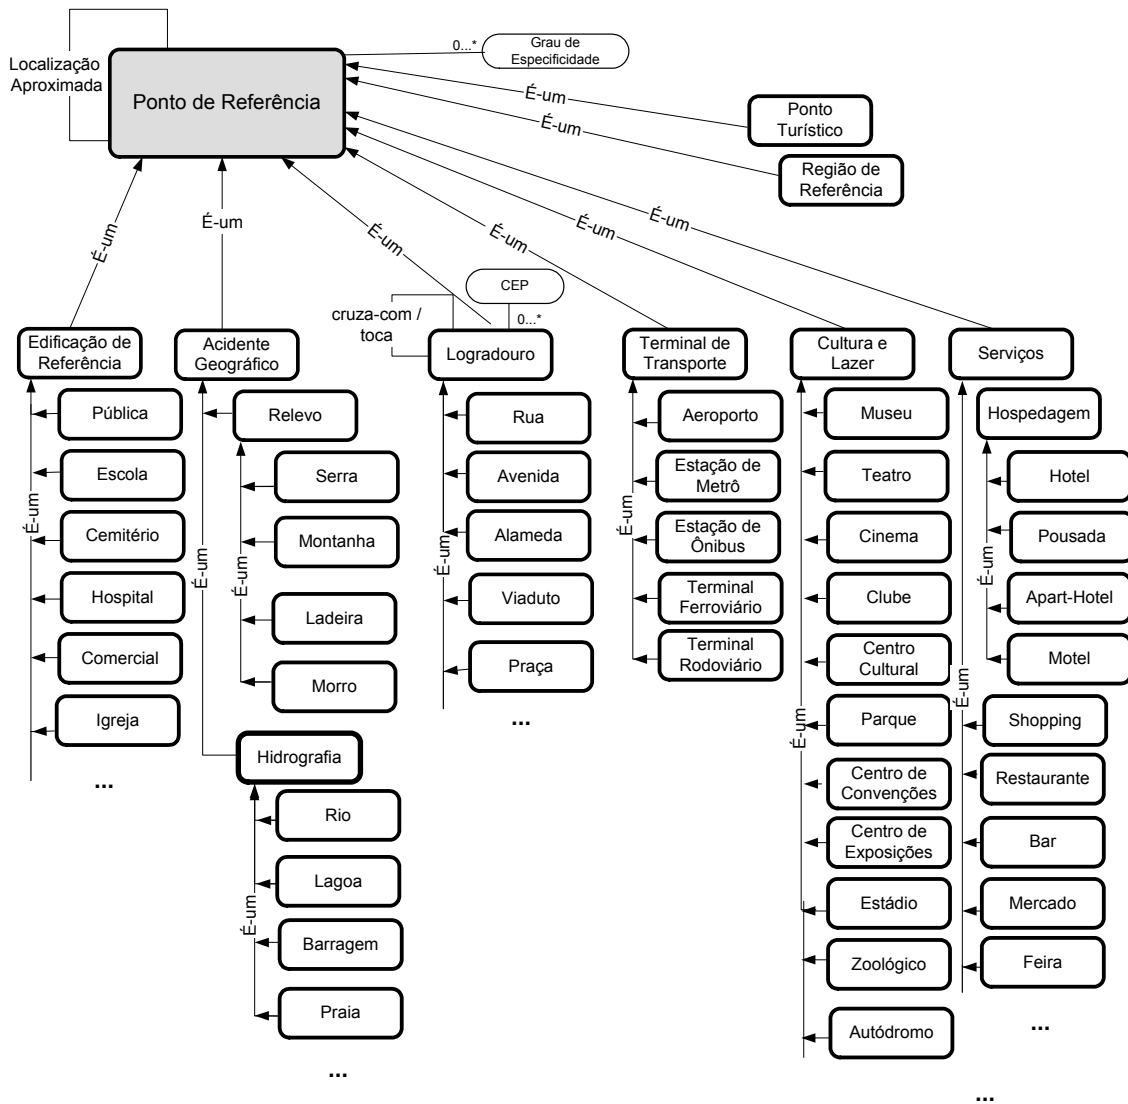 Localização
Aproximada
Ponto de Referência
0...*
Grau de
Especificidade
É-um
Ponto
Turístico
É-um
Região de
Referência
É-um
É-um
É-um
É-um
É-um
É-um
CEP
0...*
cruza-com /
toca
Edificação de
Referência
Pública
Escola
Cemitério
Hospital
Comercial
Igreja
É-um
...
Acidente
Geográfico
É-um
Relevo
É-um
Serra
Montanha
Ladeira
Morro
Hidrografia
É-um
Rio
Lagoa
Barragem
Praia
...
Logradouro
É-um
Rua
Avenida
Alameda
Viaduto
Praça
...
Terminal de
Transporte
É-um
Aeroporto
Estação de
Metrô
Estação de
Ônibus
Terminal
Ferroviário
Terminal
Rodoviário
Cultura e
Lazer
É-um
Museu
Teatro
Cinema
Clube
Centro
Cultural
Parque
Centro de
Convenções
Centro de
Exposições
Estádio
Zoológico
Autódromo
...
Serviços
É-um
Hospedagem
É-um
Hotel
Pousada
Apart-Hotel
Motel
Shopping
Restaurante
Bar
Mercado
Feira
...